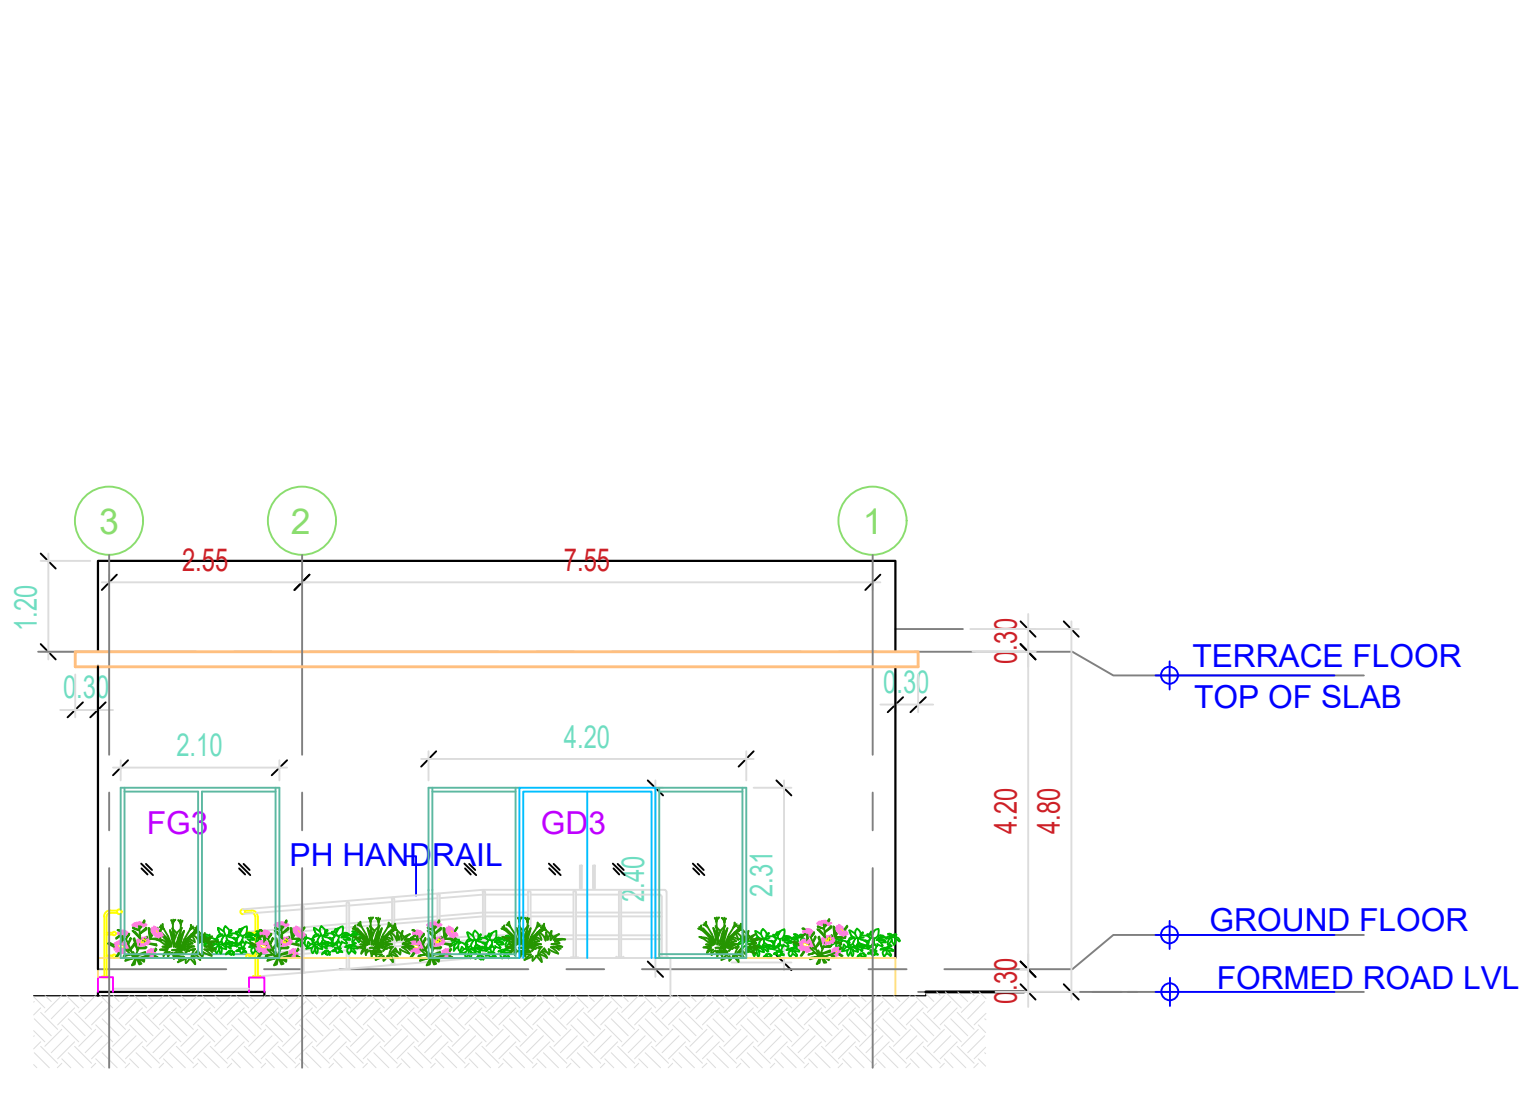 3
2
1
2.55
7.55
1.20
0.30
TERRACE FLOOR
TOP OF SLAB
0.30
0.30
2.10
4.20
FG3
GD3
4.20
4.80
PH HANDRAIL
2.40
2.31
GROUND FLOOR
0.30
FORMED ROAD LVL